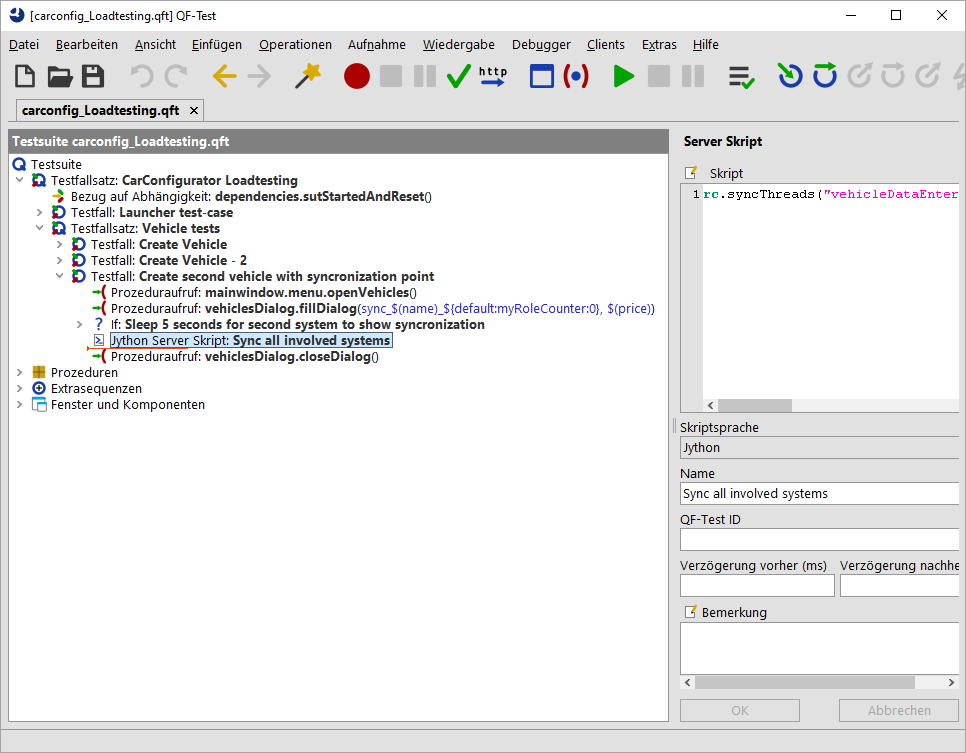 [carconfig_Loadtesting.qft] QF-Test
Datei Bearbeiten Ansicht Einfügen Operationen Aufnahme Wiedergabe Debugger Clients Extras Hilfe
http
carconfig_Loadtesting.qft
Testsuite carconfig_Loadtesting.qft
Testsuite
Testfallsatz: CarConfigurator Loadtesting
Bezug auf Abhängigkeit: dependencies.sutStartedAndReset()
Testfall: Launcher test-case
Testfallsatz: Vehicle tests
Testfall: Create Vehicle
Testfall: Create Vehicle - 2
Testfall: Create second vehicle with syncronization point
Prozeduraufruf: mainwindow.menu.openVehicles()
Prozeduraufruf: vehiclesDialog.fillDialog(sync_$(name)_${default:myRoleCounter:0}, $(price))
If: Sleep 5 seconds for second system to show syncronization
Jython Server Skript: Sync all involved systems
Prozeduraufruf: vehiclesDialog.closeDialog()
Prozeduren
Extrasequenzen
Fenster und Komponenten
Server Skript
Skript
1 rc.syncThreads("vehicleDataEnter
Skriptsprache
Jython
Name
Sync all involved systems
QF-Test ID
Verzögerung vorher (ms) Verzögerung nachhe
Bemerkung
OK Abbrechen